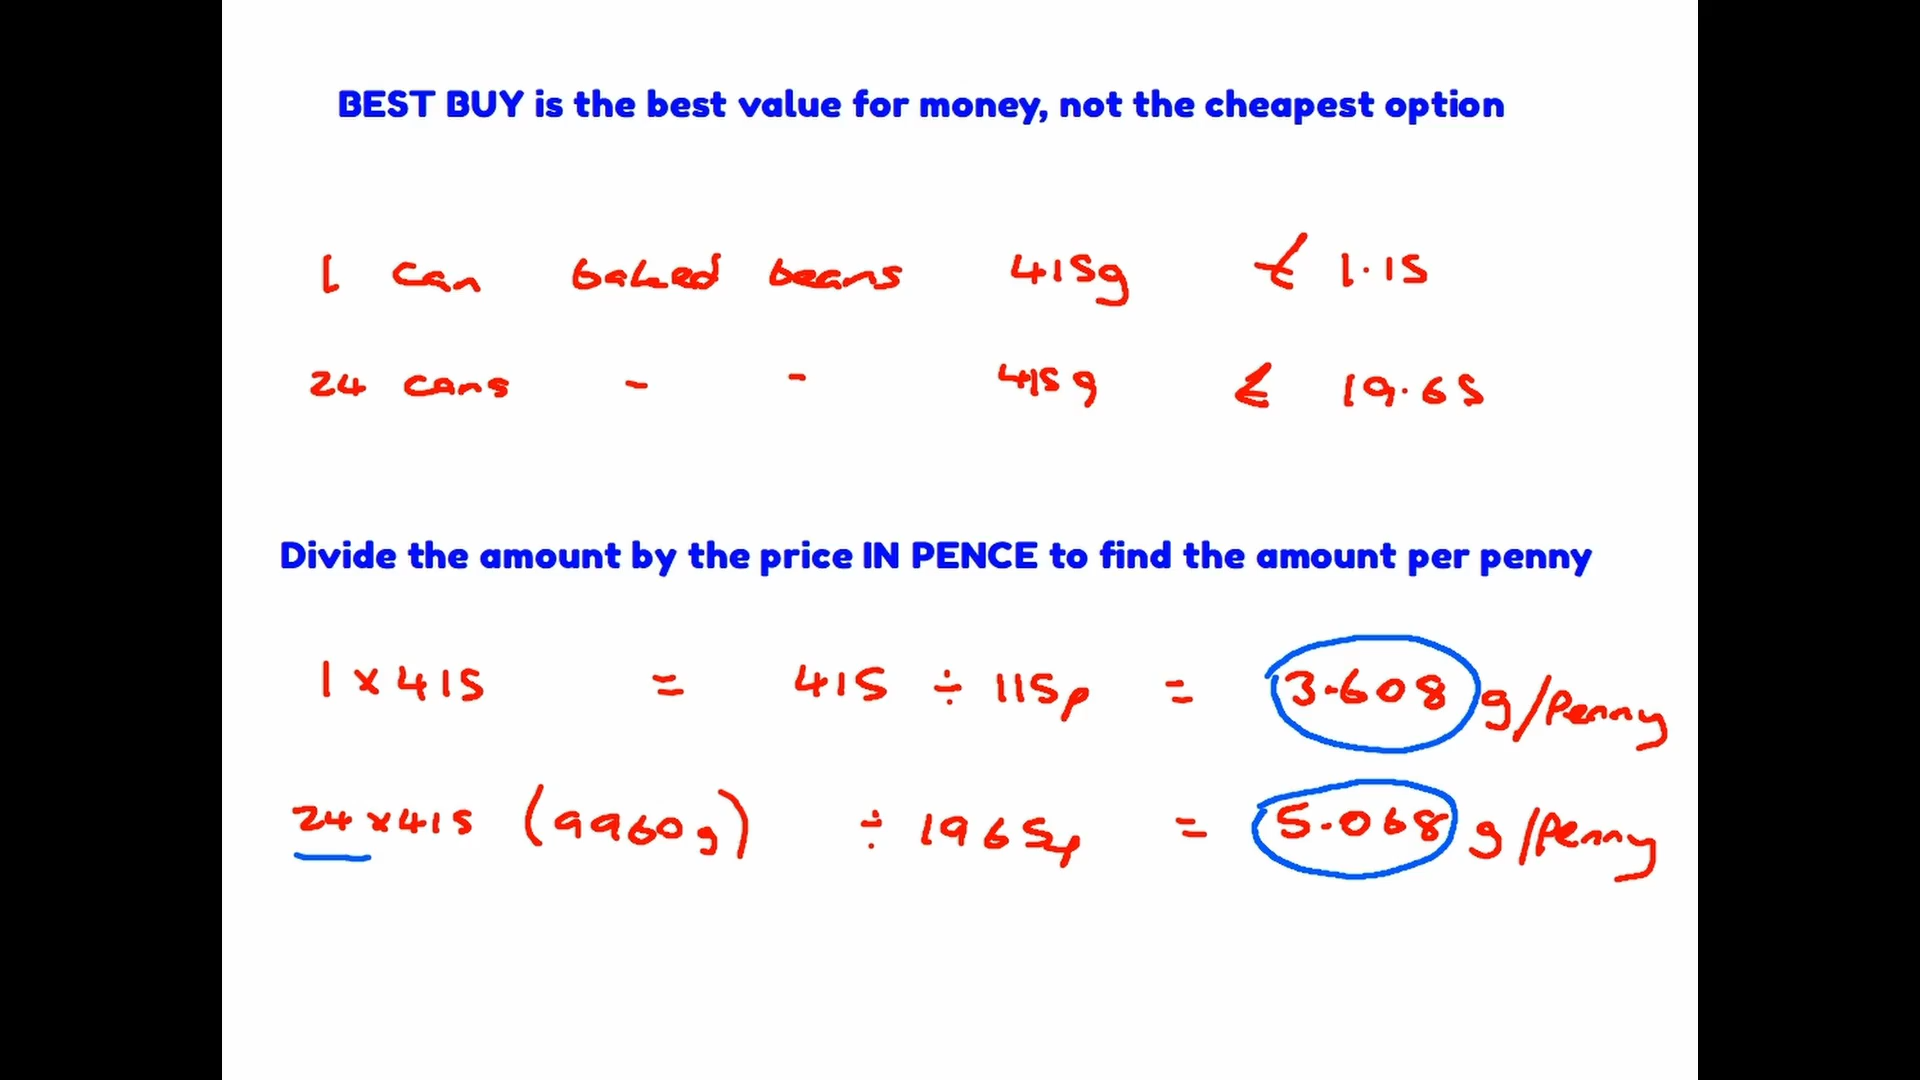 BEST BUY is the best value for money, not the cheapest option
1 can baked beans 415g £ 1.15
24 cans - - 415g £ 19.65
Divide the amount by the price IN PENCE to find the amount per penny
1 x 415 = 415 ÷ 115p = 3.608 g/Penny
24 x 415 (9960g) ÷ 1965p = 5.068 g/Penny